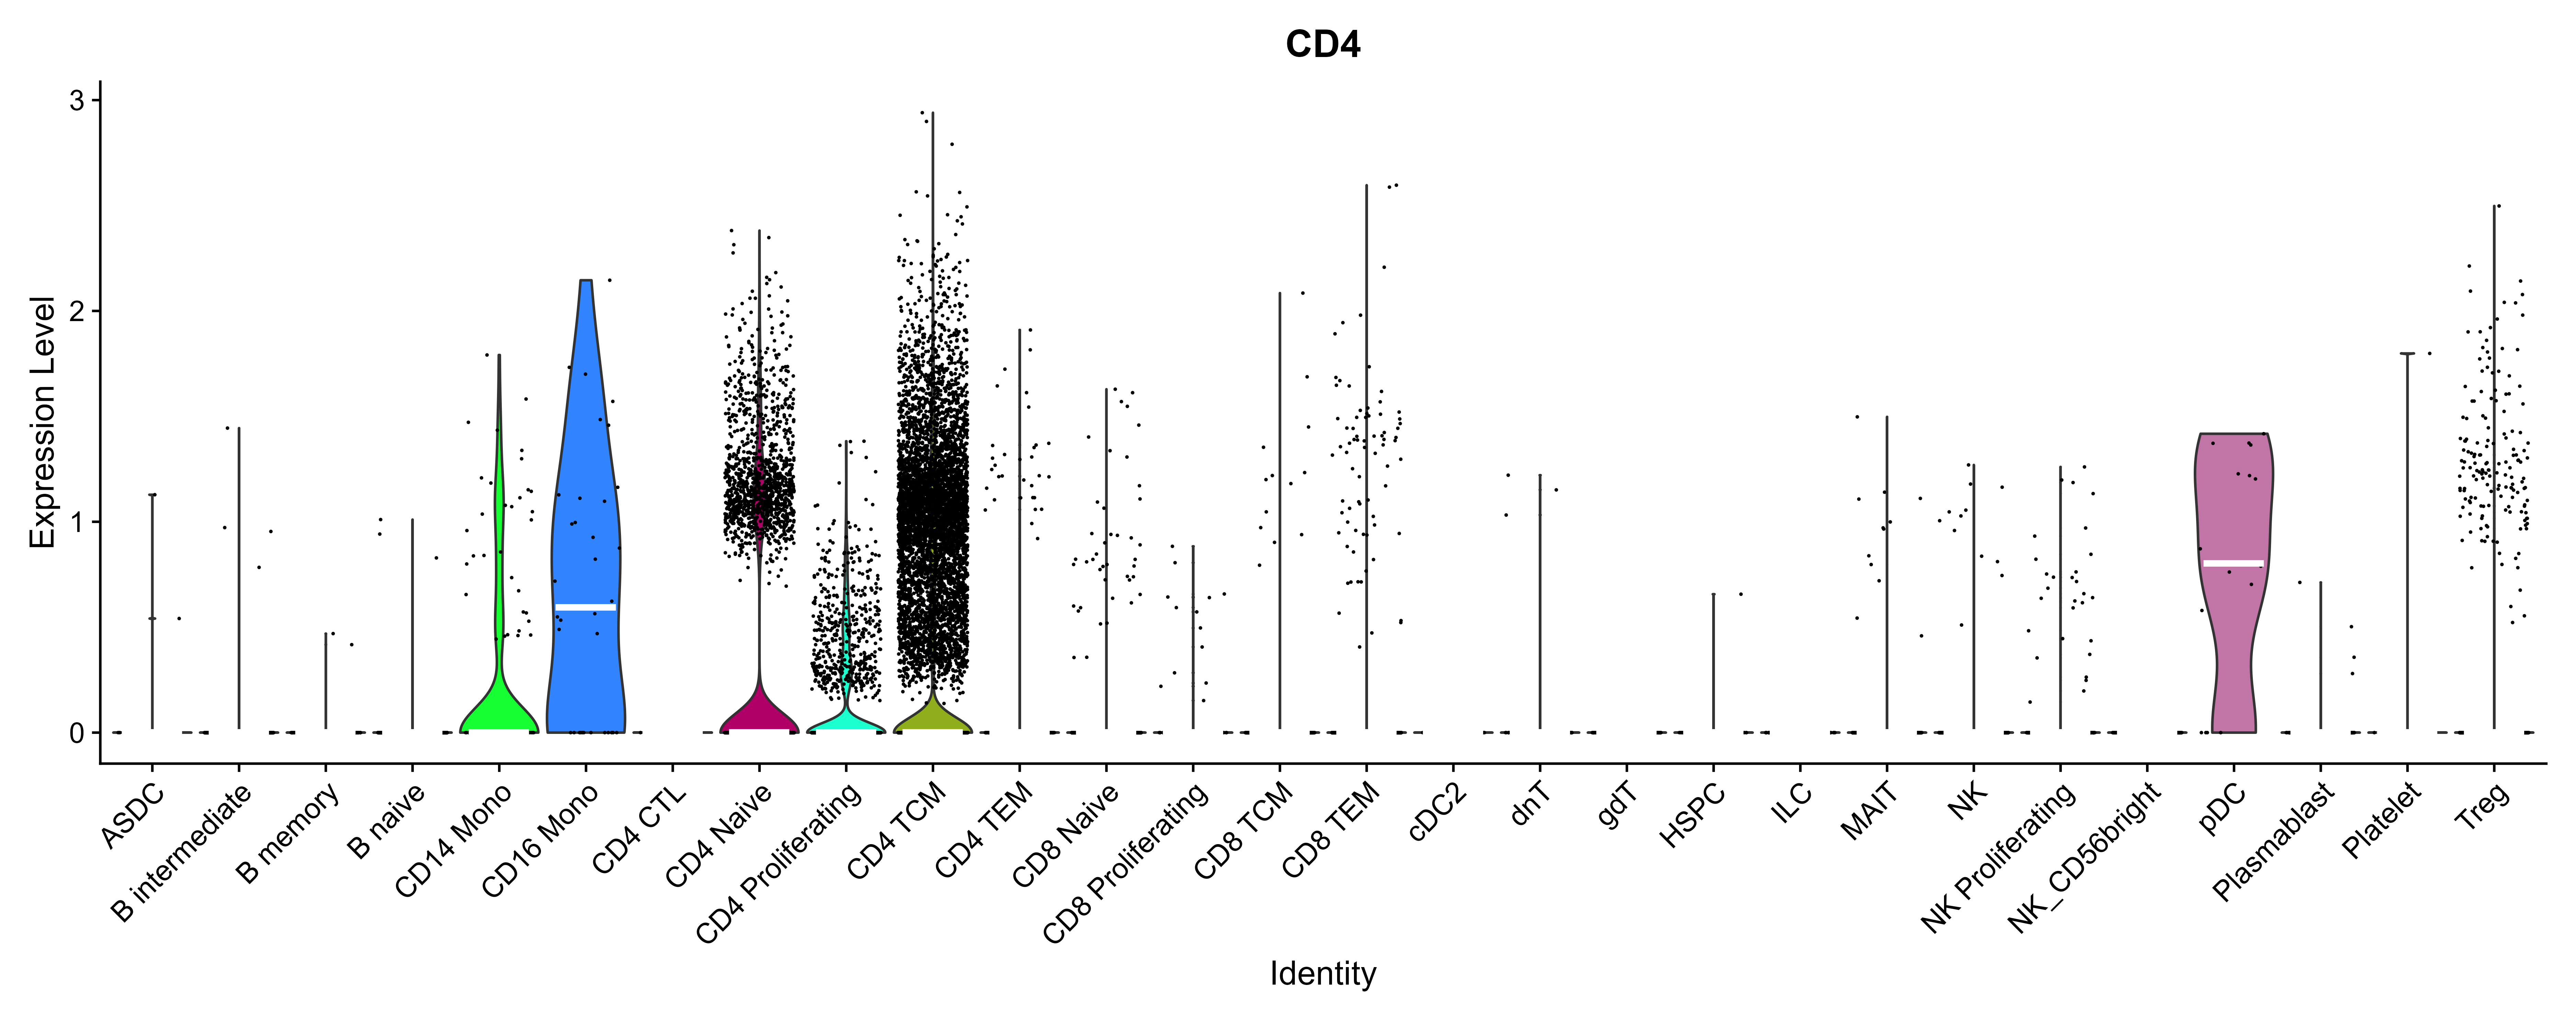 CD4
Expression Level
3
2
1
0
ASDC
B intermediate
B memory
B naive
CD14 Mono
CD16 Mono
CD4 CTL
CD4 Naive
CD4 Proliferating
CD4 TCM
CD4 TEM
CD8 Naive
CD8 Proliferating
CD8 TCM
CD8 TEM
cDC2
dnT
gdT
HSPC
ILC
MAIT
NK
NK Proliferating
NK_CD56bright
pDC
Plasmablast
Platelet
Treg
Identity